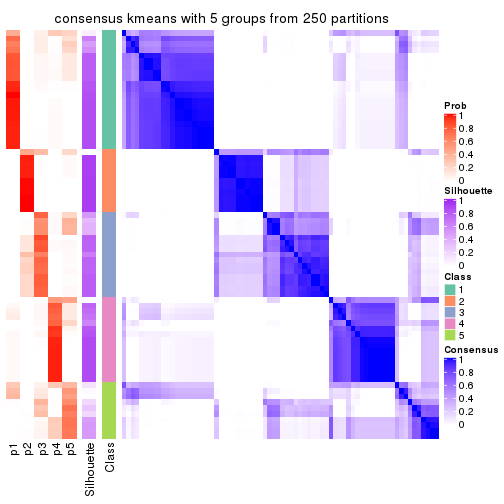 consensus kmeans with 5 groups from 250 partitions
Prob
1
0.8
0.6
0.4
0.2
0
Silhouette
1
0.8
0.6
0.4
0.2
0
Class
1
2
3
4
5
Consensus
1
0.8
0.6
0.4
0.2
0
p1
p2
p3
p4
p5
Silhouette
Class